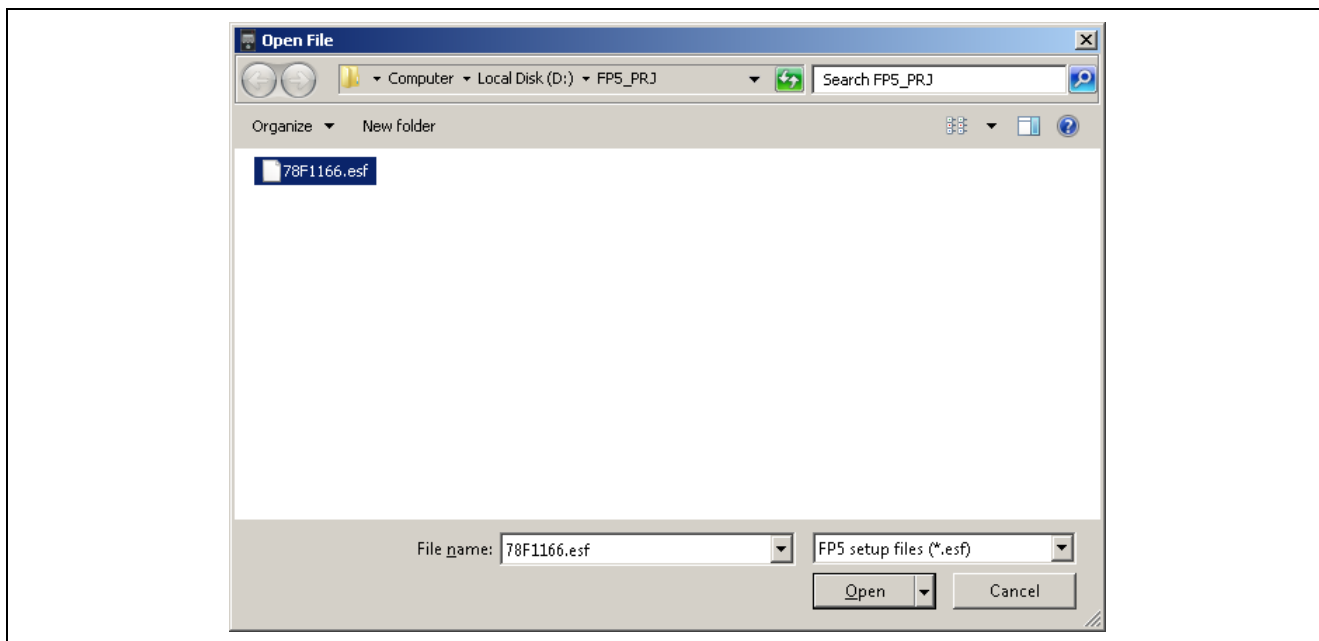 Open File
Computer Local Disk (D:) FP5_PRJ Search FP5_PRJ
Organize New folder
78F1166.esf
File name: 78F1166.esf FP5 setup files (*.esf)
Open Cancel